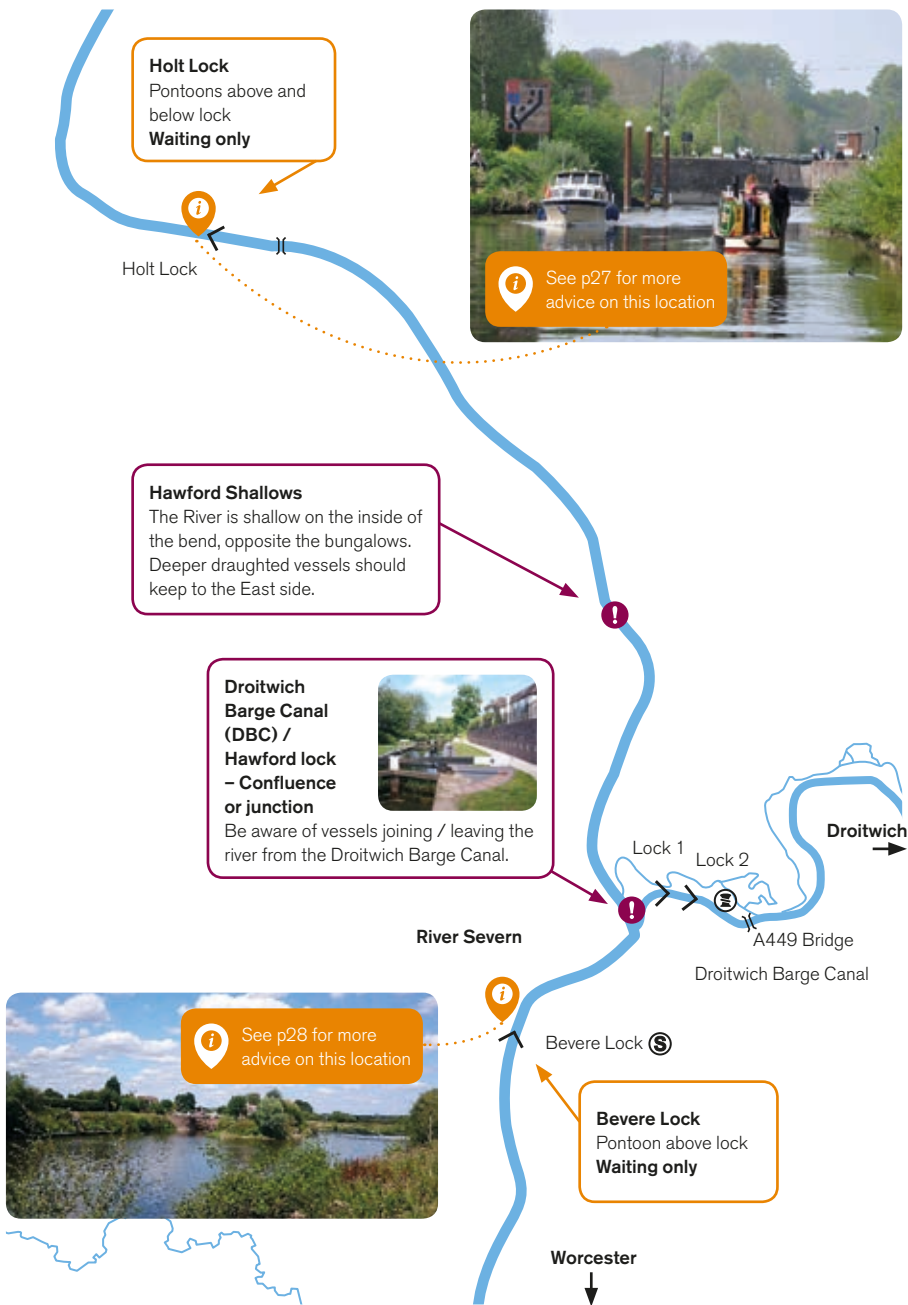 Holt Lock
Pontoons above and
below lock
Waiting only
i
See p27 for more
advice on this location
i
Holt Lock
Hawford Shallows
The River is shallow on the inside of
the bend, opposite the bungalows.
Deeper draughted vessels should
keep to the East side.
!
Droitwich
Barge Canal
(DBC) /
Hawford lock
– Confluence
or junction
Be aware of vessels joining / leaving the
river from the Droitwich Barge Canal.
Droitwich
Lock 1
Lock 2
!
River Severn
A449 Bridge
Droitwich Barge Canal
i
i
See p28 for more
advice on this location
Bevere Lock S
Bevere Lock
Pontoon above lock
Waiting only
Worcester